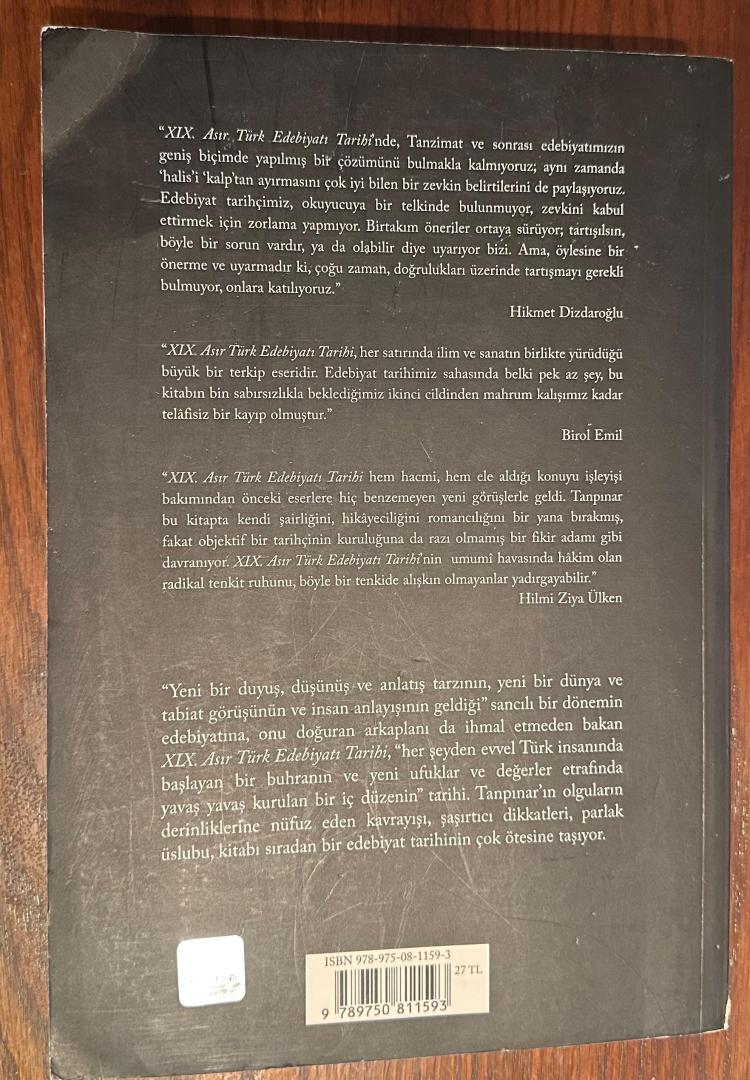 “XIX. Asır Türk Edebiyatı Tarihi’nde, Tanzimat ve sonrası edebiyatımızın
geniş biçimde yapılmış bir çözümünü bulmakla kalmıyoruz; aynı zamanda
‘halis’i ‘kalp’tan ayırmasını çok iyi bilen bir zevkin belirtilerini de paylaşıyoruz.
Edebiyat tarihçimiz, okuyucuya bir telkinde bulunmuyor, zevkini kabul
ettirmek için zorlama yapmıyor. Birtakım öneriler ortaya sürüyor; tartışılsın,
böyle bir sorun vardır, ya da olabilir diye uyarıyor bizi. Ama, öylesine bir
önerme ve uyarmadır ki, çoğu zaman, doğrulukları üzerinde tartışmayı gerekli
bulmuyor, onlara katılıyoruz.”
Hikmet Dizdaroğlu
“XIX. Asır Türk Edebiyatı Tarihi, her satırında ilim ve sanatın birlikte yürüdüğü
büyük bir terkip eseridir. Edebiyat tarihimiz sahasında belki pek az şey, bu
kitabın bin sabırsızlıkla beklediğimiz ikinci cildinden mahrum kalışımız kadar
telâfisiz bir kayıp olmuştur.”
Birol Emil
“XIX. Asır Türk Edebiyatı Tarihi hem hacmi, hem ele aldığı konuyu işleyişi
bakımından önceki eserlere hiç benzemeyen yeni görüşlerle geldi. Tanpınar
bu kitapta kendi şairliğini, hikâyeciliğini romancılığını bir yana bırakmış,
fakat objektif bir tarihçinin kuruluğuna da razı olmamış bir fikir adamı gibi
davranıyor. XIX. Asır Türk Edebiyatı Tarihi’nin umumî havasında hâkim olan
radikal tenkit ruhunu, böyle bir tenkide alışkın olmayanlar yadırgayabilir.”
Hilmi Ziya Ülken
“Yeni bir duyuş, düşünüş ve anlatış tarzının, yeni bir dünya ve
tabiat görüşünün ve insan anlayışının geldiği” sancılı bir dönemin
edebiyatına, onu doğuran arkaplanı da ihmal etmeden bakan
XIX. Asır Türk Edebiyatı Tarihi, “her şeyden evvel Türk insanında
başlayan bir buhranın ve yeni ufuklar ve değerler etrafında
yavaş yavaş kurulan bir iç düzenin” tarihi. Tanpınar’ın olguların
derinliklerine nüfuz eden kavrayışı, şaşırtıcı dikkatleri, parlak
üslubu, kitabı sıradan bir edebiyat tarihinin çok ötesine taşıyor.
ISBN 978-975-08-1159-3
27 TL
9 789750 811593